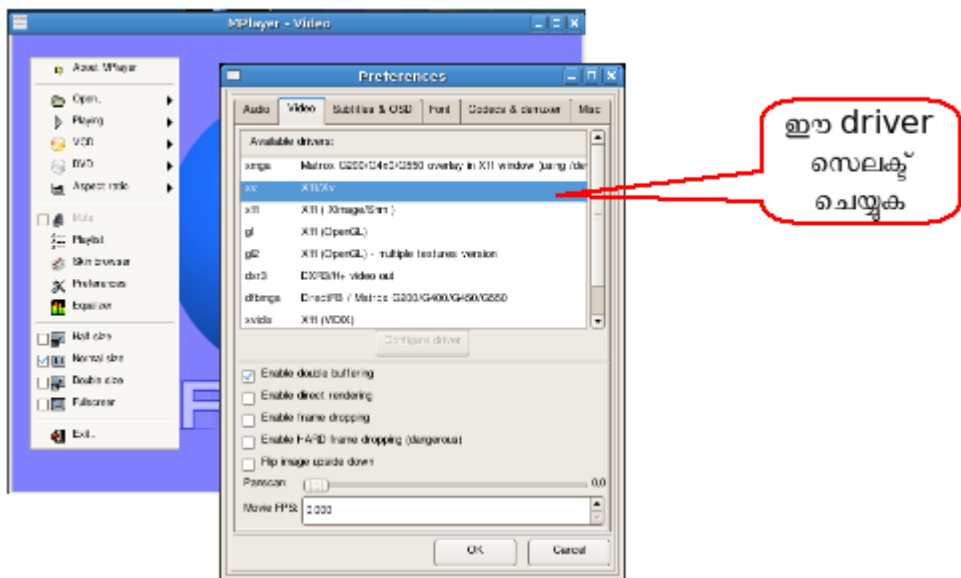 MPlayer - Video
About MPlayer
Open..
Playing
VCD
DVD
Aspect ratio
Mute
Playlist
Skin browser
Preferences
Equalizer
Half size
Normal size
Double size
Fullscreen
Exit..
Preferences
Audio Video Subtitles & OSD Font Codecs & demuxer Misc
Available drivers:
xmga Matrox G200/G4x0/G550 overlay in X11 window (using /dev
xv X11/Xv
x11 X11 ( XImage/Shm )
gl X11 (OpenGL)
gl2 X11 (OpenGL) - multiple textures version
dxr3 DXR3/H+ video out
dfbmga DirectFB / Matrox G200/G400/G450/G550
xvidix X11 (VIDIX)
Configure driver
Enable double buffering
Enable direct rendering
Enable frame dropping
Enable HARD frame dropping (dangerous)
Flip image upside down
Panscan: 0,0
Movie FPS: 0,000
OK Cancel
ഈ driver
സെലക്ട്
ചെയ്യുക